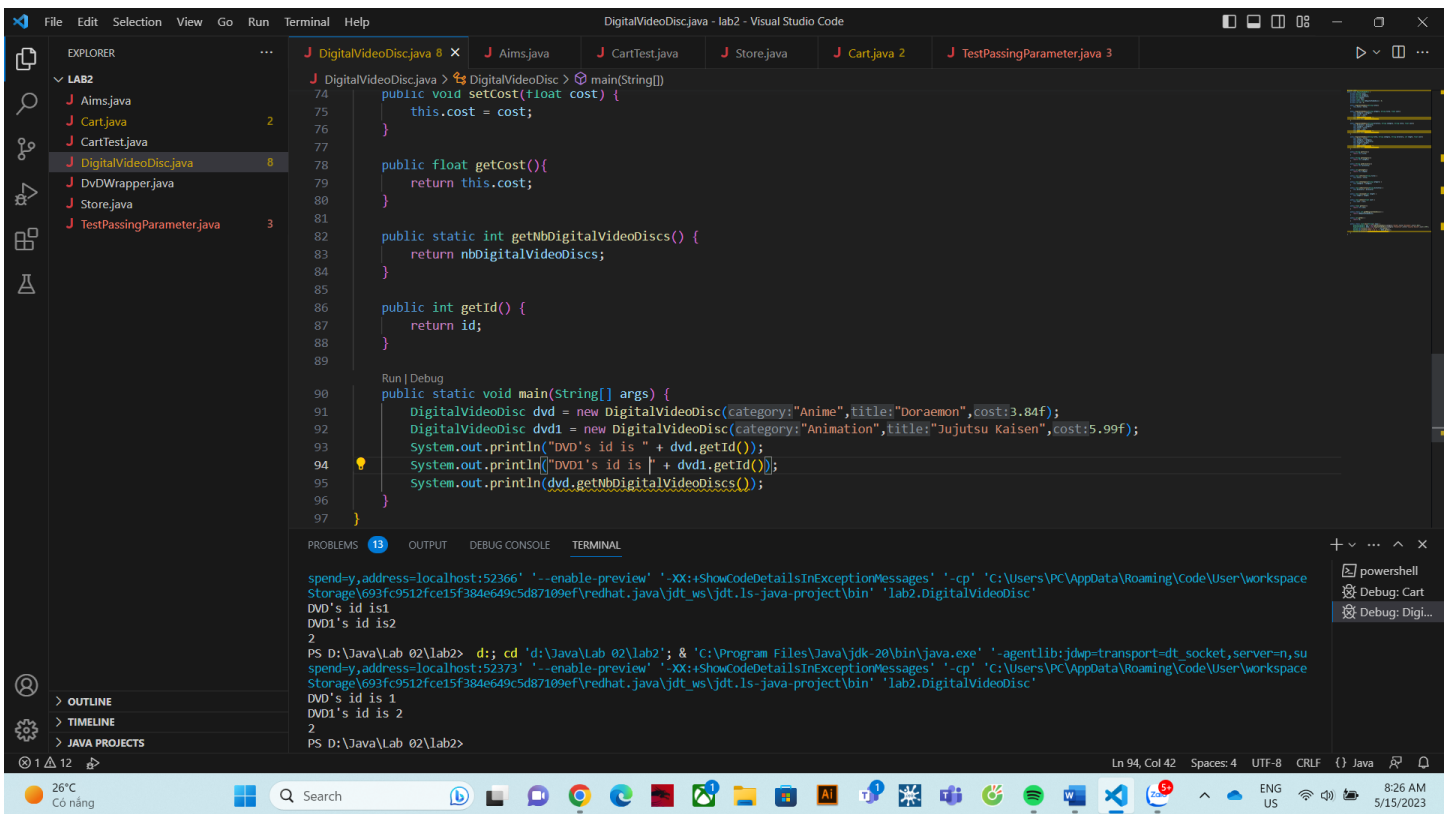 File Edit Selection View Go Run Terminal Help
DigitalVideoDisc.java - lab2 - Visual Studio Code
EXPLORER
LAB2
Aims.java
Cart.java 2
CartTest.java
DigitalVideoDisc.java 8
DvDWrapper.java
Store.java
TestPassingParameter.java 3
OUTLINE
TIMELINE
JAVA PROJECTS
DigitalVideoDisc.java 8 Aims.java CartTest.java Store.java Cart.java 2 TestPassingParameter.java 3
DigitalVideoDisc.java > DigitalVideoDisc > main(String[])
74 public void setCost(float cost) {
75 this.cost = cost;
76 }
77
78 public float getCost(){
79 return this.cost;
80 }
81
82 public static int getNbDigitalVideoDiscs() {
83 return nbDigitalVideoDiscs;
84 }
85
86 public int getId() {
87 return id;
88 }
89
Run | Debug
90 public static void main(String[] args) {
91 DigitalVideoDisc dvd = new DigitalVideoDisc(category:"Anime",title:"Doraemon",cost:3.84f);
92 DigitalVideoDisc dvd1 = new DigitalVideoDisc(category:"Animation",title:"Jujutsu Kaisen",cost:5.99f);
93 System.out.println("DVD's id is " + dvd.getId());
94 System.out.println("DVD1's id is " + dvd1.getId());
95 System.out.println(dvd.getNbDigitalVideoDiscs());
96 }
97 }
PROBLEMS 13 OUTPUT DEBUG CONSOLE TERMINAL
spend=y,address=localhost:52366' '--enable-preview' '-XX:+ShowCodeDetailsInExceptionMessages' '-cp' 'C:\Users\PC\AppData\Roaming\Code\User\workspace
Storage\693fc9512fce15f384e649c5d87109ef\redhat.java\jdt_ws\jdt.ls-java-project\bin' 'lab2.DigitalVideoDisc'
DVD's id is1
DVD1's id is2
2
PS D:\Java\Lab 02\lab2> d:; cd 'd:\Java\Lab 02\lab2'; & 'C:\Program Files\Java\jdk-20\bin\java.exe' '-agentlib:jdwp=transport=dt_socket,server=n,su
spend=y,address=localhost:52373' '--enable-preview' '-XX:+ShowCodeDetailsInExceptionMessages' '-cp' 'C:\Users\PC\AppData\Roaming\Code\User\workspace
Storage\693fc9512fce15f384e649c5d87109ef\redhat.java\jdt_ws\jdt.ls-java-project\bin' 'lab2.DigitalVideoDisc'
DVD's id is 1
DVD1's id is 2
2
PS D:\Java\Lab 02\lab2>
powershell
Debug: Cart
Debug: Digi...
1 12
Ln 94, Col 42 Spaces: 4 UTF-8 CRLF {} Java
26°C
Có nắng
Search
Ai
1
1
Zalo
5+
ENG
US
8:26 AM
5/15/2023